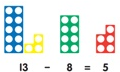 13 - 8 = 5